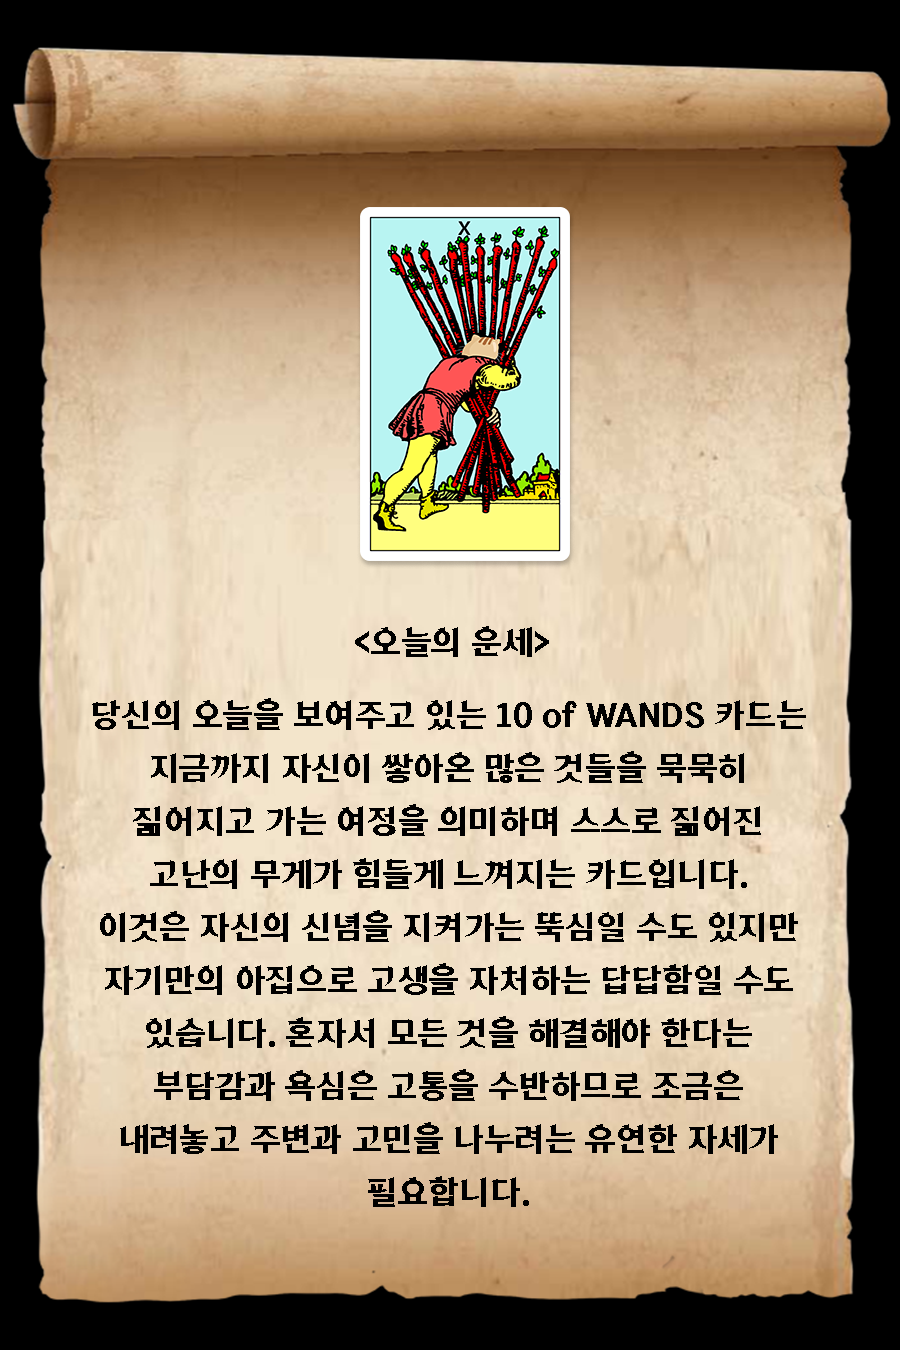 X
<오늘의 운세>
당신의 오늘을 보여주고 있는 10 of WANDS 카드는
지금까지 자신이 쌓아온 많은 것들을 묵묵히
짊어지고 가는 여정을 의미하며 스스로 짊어진
고난의 무게가 힘들게 느껴지는 카드입니다.
이것은 자신의 신념을 지켜가는 뚝심일 수도 있지만
자기만의 아집으로 고생을 자처하는 답답함일 수도
있습니다. 혼자서 모든 것을 해결해야 한다는
부담감과 욕심은 고통을 수반하므로 조금은
내려놓고 주변과 고민을 나누려는 유연한 자세가
필요합니다.